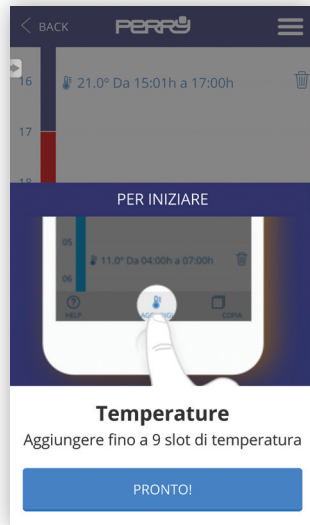 BACK
PERRY
16
21.0° Da 15:01h a 17:00h
17
18
PER INIZIARE
05
11.0° Da 04:00h a 07:00h
06
HELP
COPIA
Temperature
Aggiungere fino a 9 slot di temperatura
PRONTO!